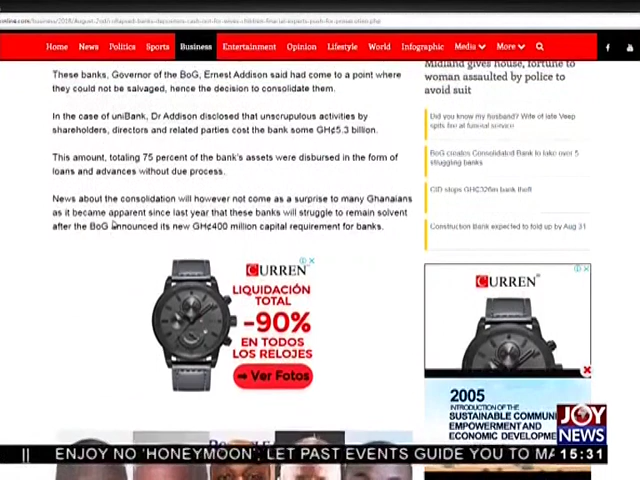 Home News Politics Sports Business Entertainment Opinion Lifestyle World Infographic Media More
These banks, Governor of the BoG, Ernest Addison said had come to a point where
they could not be salvaged, hence the decision to consolidate them.
In the case of uniBank, Dr Addison disclosed that unscrupulous activities by
shareholders, directors and related parties cost the bank some GH¢5.3 billion.
This amount, totaling 75 percent of the bank's assets were disbursed in the form of
loans and advances without due process.
News about the consolidation will however not come as a surprise to many Ghanaians
as it became apparent since last year that these banks will struggle to remain solvent
after the BoG announced its new GH¢400 million capital requirement for banks.
Midland gives house, fortune to
woman assaulted by police to
avoid suit
Did you know my husband? Wife of late Veep
at funeral service
BoG creates Consolidated Bank to take over 5
struggling banks
CID stops GH¢326m bank theft
Construction Bank expected to fold up by Aug 31
CURREN
LIQUIDACIÓN
TOTAL
-90%
EN TODOS
LOS RELOJES
⇒ Ver Fotos
CURREN
2005
INTRODUCTION OF THE
SUSTAINABLE COMMUN
EMPOWERMENT AND
ECONOMIC DEVELOPME
JOY
NEWS
ENJOY NO 'HONEYMOON'; LET PAST EVENTS GUIDE YOU TO MA
15:31